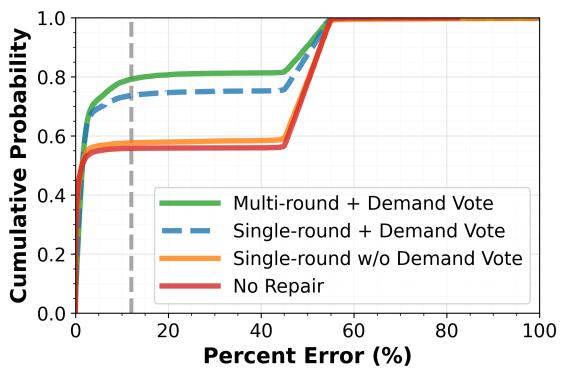 Cumulative Probability
1.0
0.8
0.6
0.4
0.2
0.0
Multi-round + Demand Vote
Single-round + Demand Vote
Single-round w/o Demand Vote
No Repair
0 20 40 60 80 100
Percent Error (%)